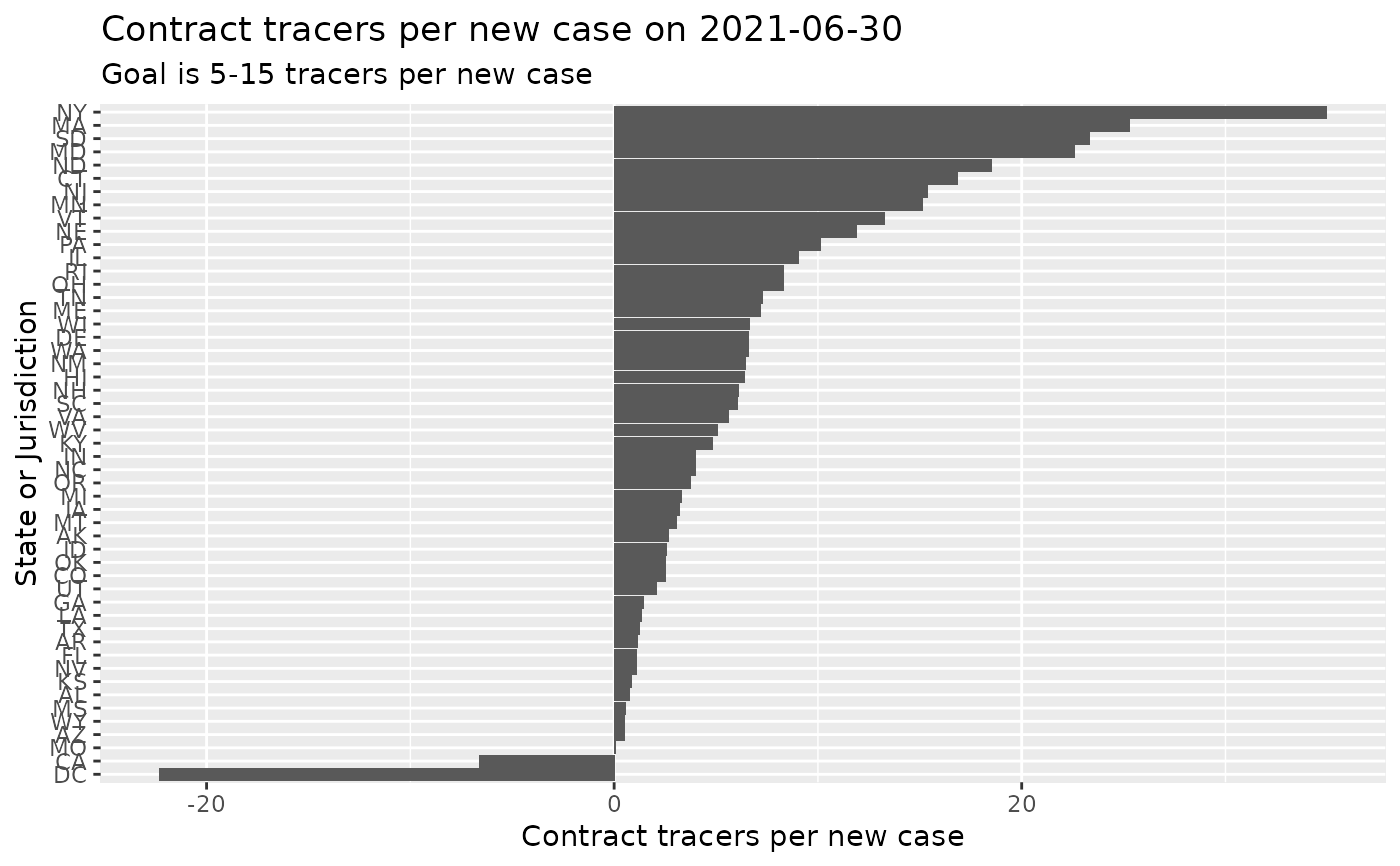 Contract tracers per new case on 2021-06-30
Goal is 5-15 tracers per new case
State or Jurisdiction
NY
MA
SD
MD
ND
CT
NJ
MN
VT
NE
PA
IL
RI
OH
TN
ME
WI
DE
WA
NM
HI
NH
SC
VA
WV
KY
IN
NC
OR
MI
IA
MT
AK
ID
OK
CO
UT
GA
LA
TX
AR
FL
NV
KS
AL
MS
WY
AZ
MO
CA
DC
-20 0 20
Contract tracers per new case